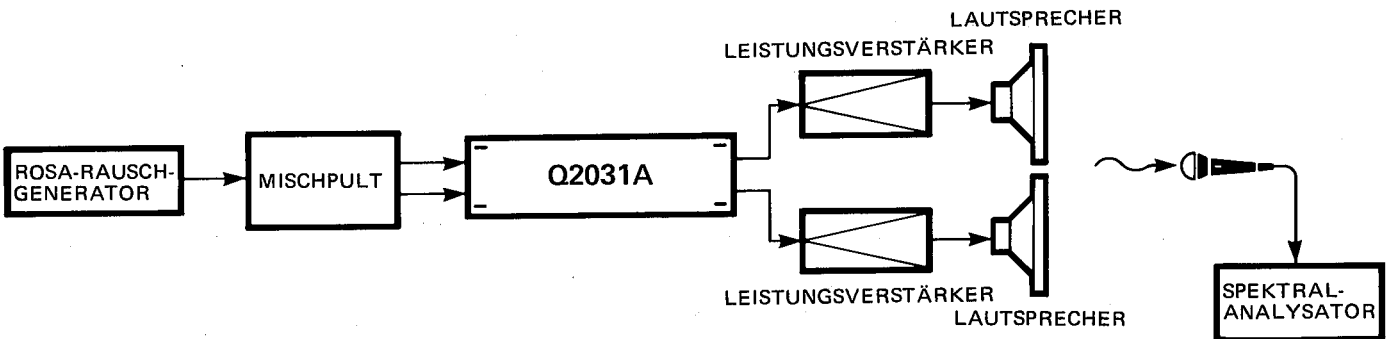 ROSA-RAUSCH-
GENERATOR
MISCHPULT
Q2031A
LEISTUNGSVERSTÄRKER
LAUTSPRECHER
LEISTUNGSVERSTÄRKER
LAUTSPRECHER
SPEKTRAL-
ANALYSATOR